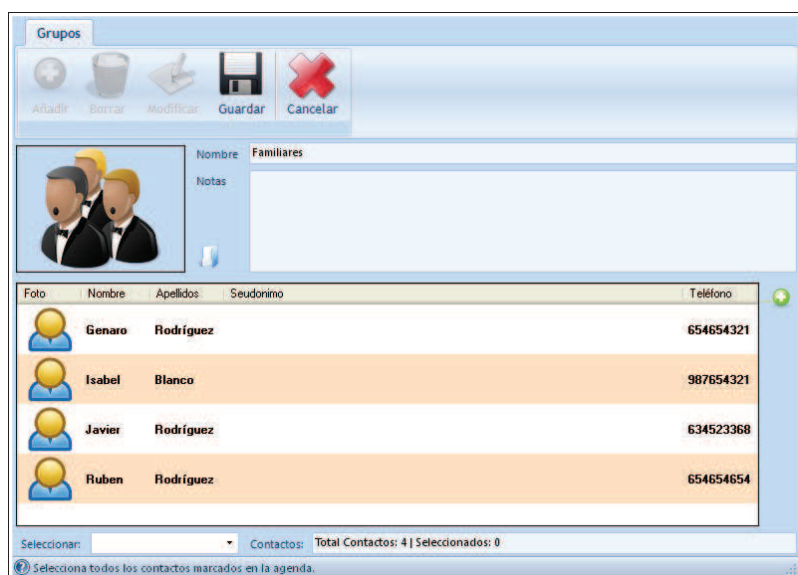 Grupos
Añadir Borrar Modificar Guardar Cancelar
Nombre Familiares
Notas
Foto Nombre Apellidos Seudonimo Teléfono
Genaro Rodríguez 654654321
Isabel Blanco 987654321
Javier Rodríguez 634523368
Ruben Rodríguez 654654654
Seleccionar: Contactos: Total Contactos: 4 | Seleccionados: 0
Selecciona todos los contactos marcados en la agenda.